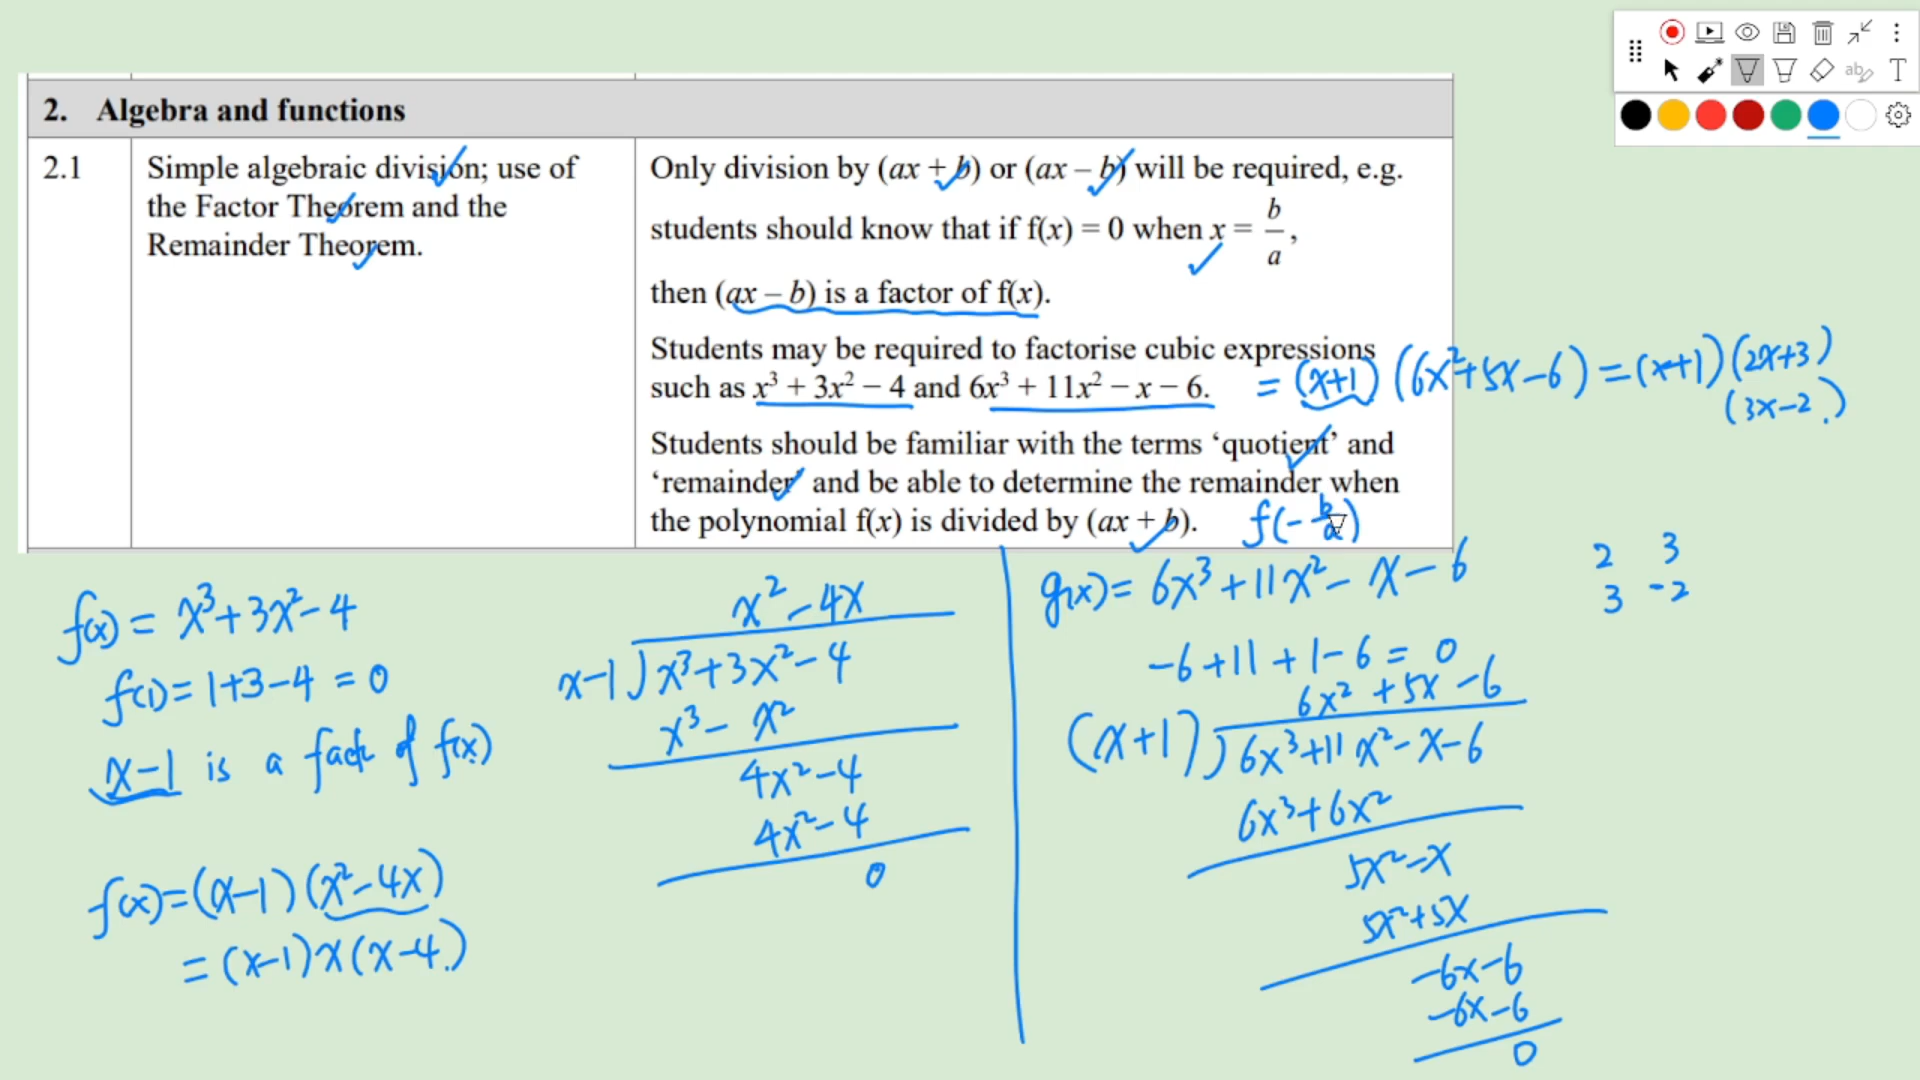 2. Algebra and functions
2.1 Simple algebraic division; use of the Factor Theorem and the Remainder Theorem.
Only division by (ax + b) or (ax – b) will be required, e.g.
students should know that if f(x) = 0 when x = b/a,
then (ax – b) is a factor of f(x).
Students may be required to factorise cubic expressions
such as x³ + 3x² – 4 and 6x³ + 11x² – x – 6.
= (x+1)(6x²+5x-6) = (x+1)(2x+3)
(3x-2)
Students should be familiar with the terms ‘quotient’ and
‘remainder’ and be able to determine the remainder when
the polynomial f(x) is divided by (ax + b).
f(-b/a)
f(x) = x³+3x²-4
f(1) = 1+3-4 = 0
x-1 is a fact of f(x)
f(x)=(x-1)(x²-4x)
=(x-1)x(x-4)
x²-4x
x-1)x³+3x²-4
x³-x²
4x²-4
4x²-4
0
g(x)= 6x³+11x²-x-6
-6+11+1-6= 0
6x²+5x-6
(x+1))6x³+11x²-x-6
6x³+6x²
5x²-x
5x²+5x
-6x-6
-6x-6
0
2 3
3 -2
ab
T